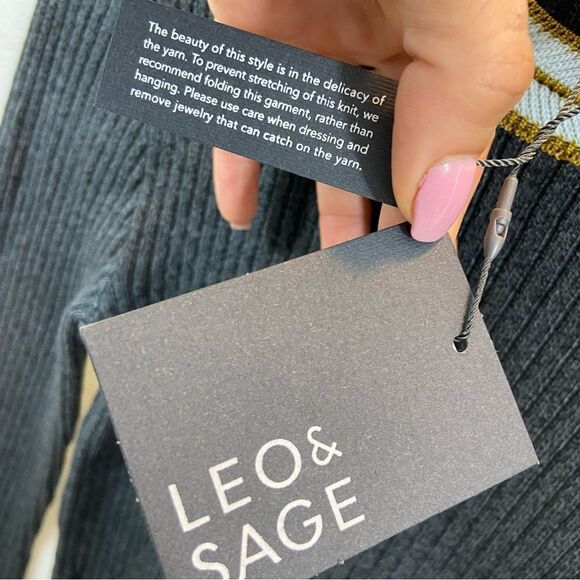 The beauty of this style is in the delicacy of
the yarn. To prevent stretching of this knit, we
recommend folding this garment, rather than
hanging. Please use care when dressing and
remove jewelry that can catch on the yarn.
LEO&
SAGE